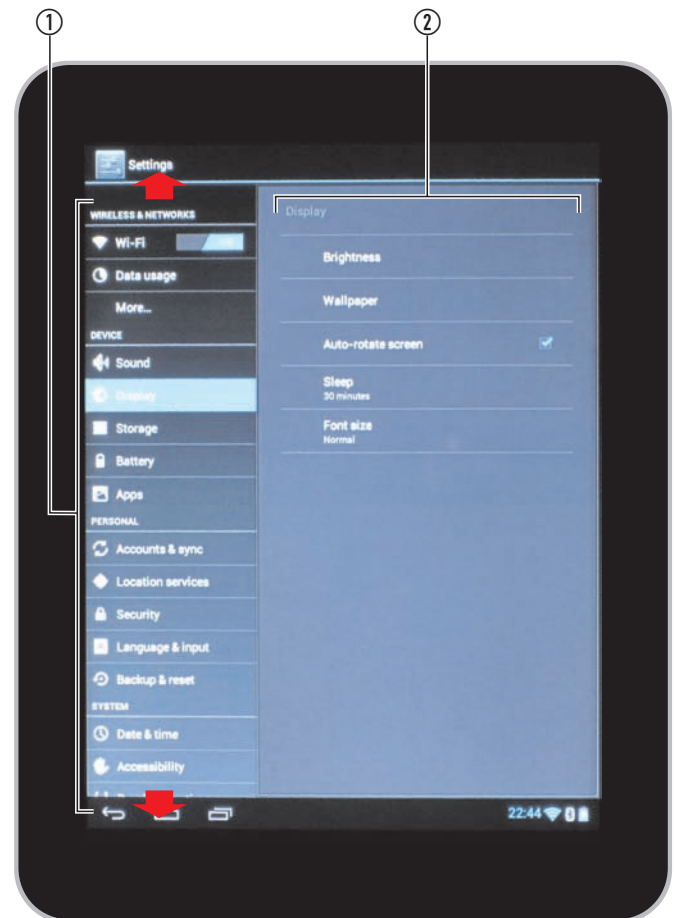 ① ②
Settings
WIRELESS & NETWORKS
Wi-Fi
Data usage
More...
DEVICE
Sound
Display
Storage
Battery
Apps
PERSONAL
Accounts & sync
Location services
Security
Language & input
Backup & reset
SYSTEM
Date & time
Accessibility
Display
Brightness
Wallpaper
Auto-rotate screen
Sleep
30 minutes
Font size
Normal
22:44